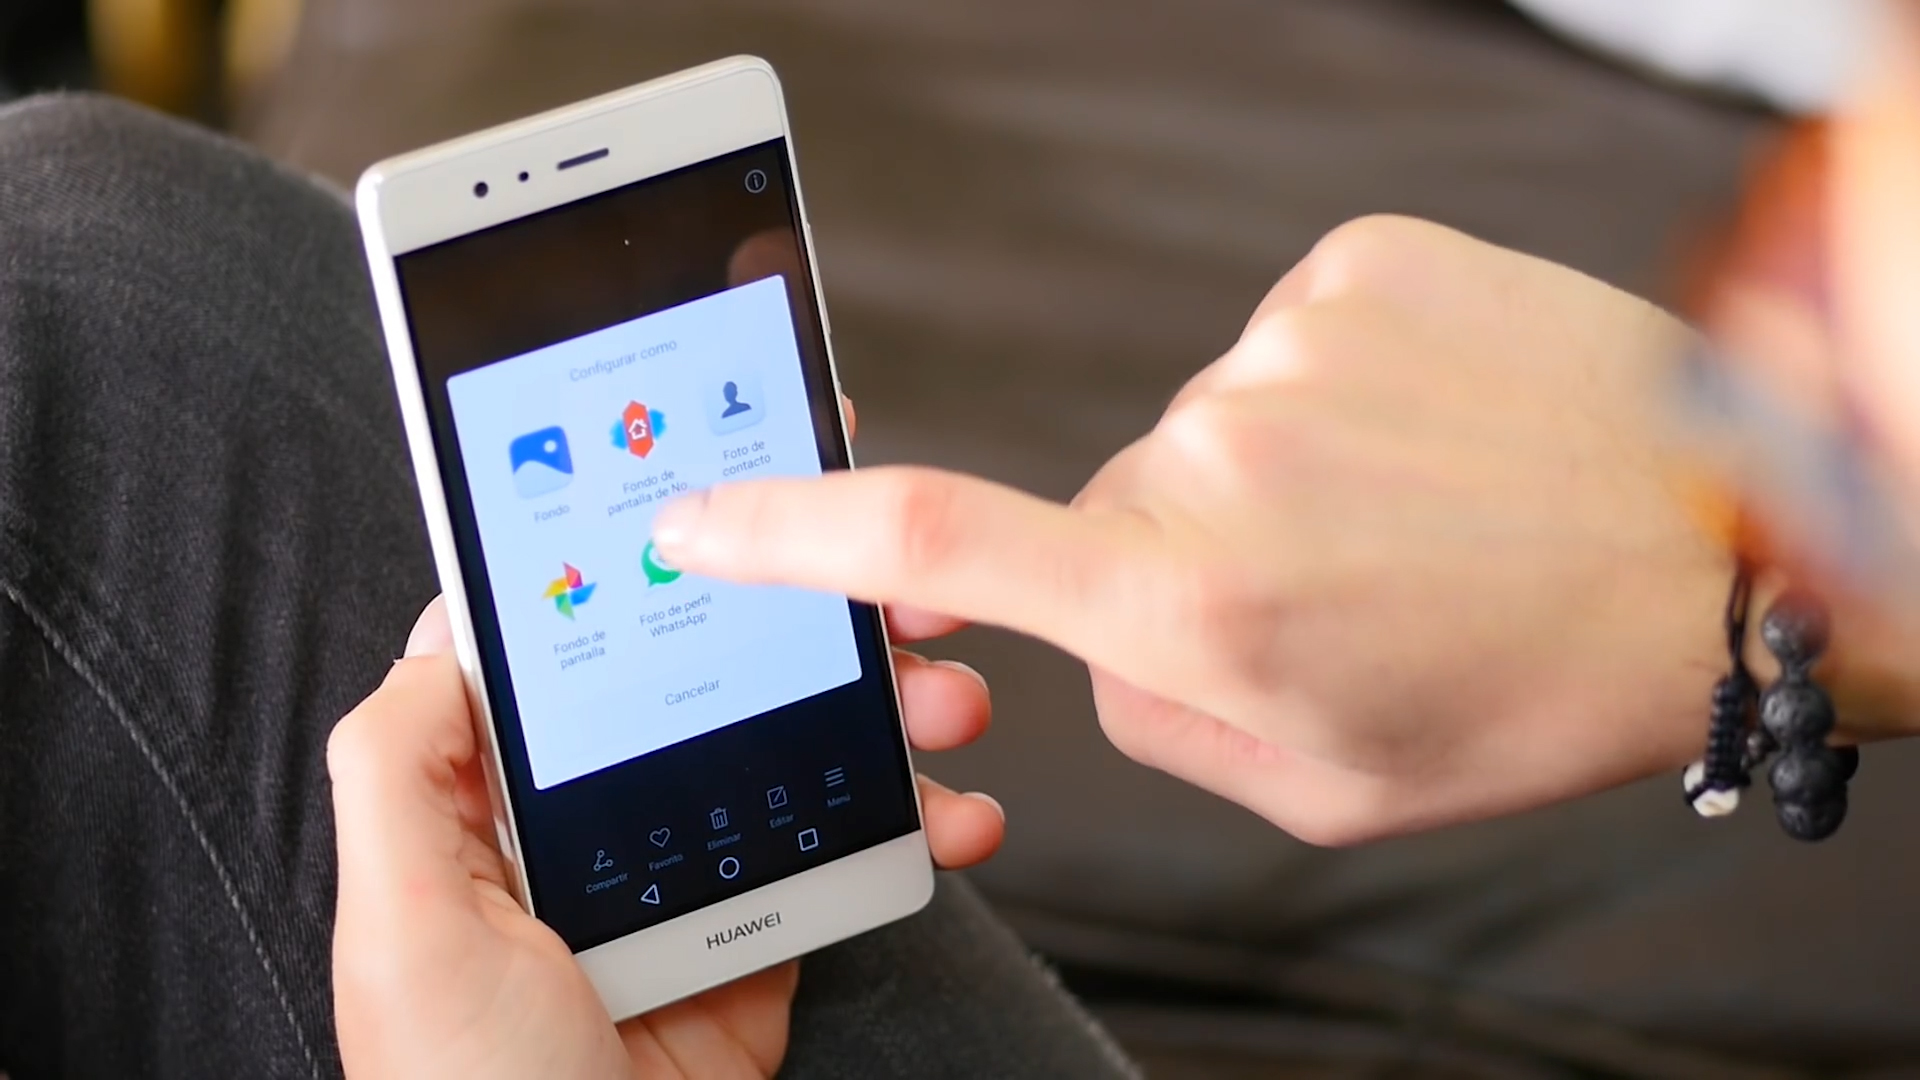 Configurar como
Fondo
Fondo de
pantalla de No...
Foto de
contacto
Fondo de
pantalla
Foto de perfil
WhatsApp
Cancelar
Compartir
Favorito
Eliminar
Editar
Menú
HUAWEI